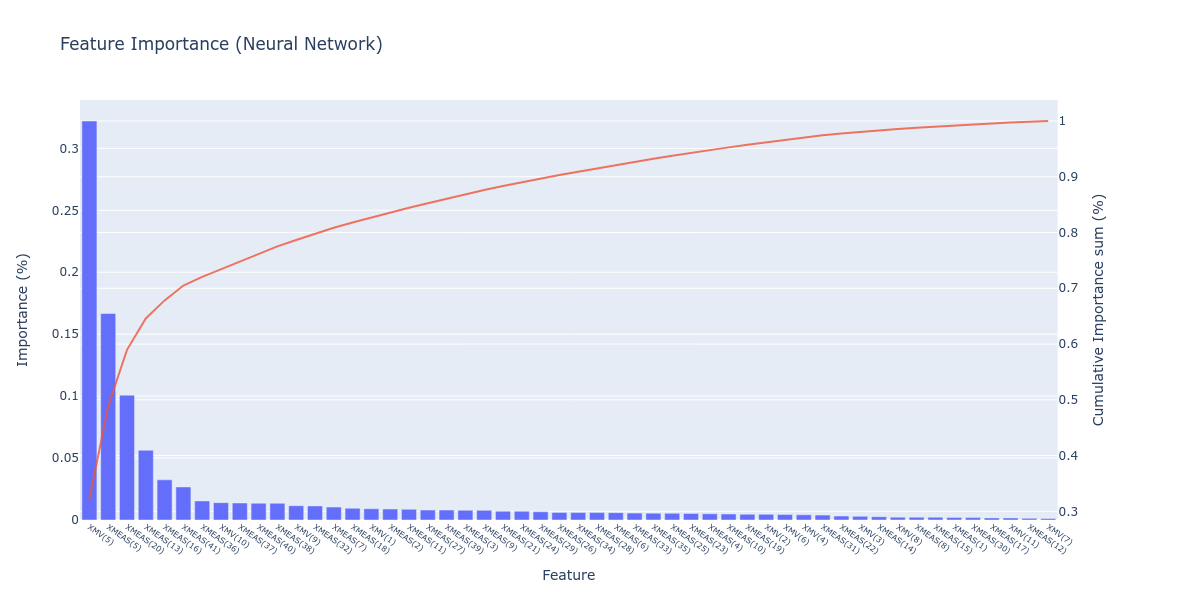 Feature Importance (Neural Network)
Importance (%)
0.3
0.25
0.2
0.15
0.1
0.05
0
1
0.9
0.8
0.7
0.6
0.5
0.4
0.3
Cumulative Importance sum (%)
XMV(5)
XMEAS(5)
XMEAS(20)
XMEAS(13)
XMEAS(16)
XMEAS(41)
XMEAS(36)
XMV(10)
XMEAS(37)
XMEAS(40)
XMEAS(38)
XMV(9)
XMEAS(32)
XMEAS(7)
XMEAS(18)
XMV(1)
XMEAS(2)
XMEAS(11)
XMEAS(27)
XMEAS(39)
XMEAS(3)
XMEAS(9)
XMEAS(21)
XMEAS(24)
XMEAS(29)
XMEAS(26)
XMEAS(34)
XMEAS(28)
XMEAS(6)
XMEAS(33)
XMEAS(35)
XMEAS(25)
XMEAS(23)
XMEAS(4)
XMEAS(10)
XMEAS(19)
XMV(2)
XMV(6)
XMV(4)
XMEAS(31)
XMEAS(22)
XMV(3)
XMEAS(14)
XMV(8)
XMEAS(8)
XMEAS(15)
XMEAS(1)
XMEAS(30)
XMEAS(17)
XMV(11)
XMEAS(12)
XMV(7)
Feature